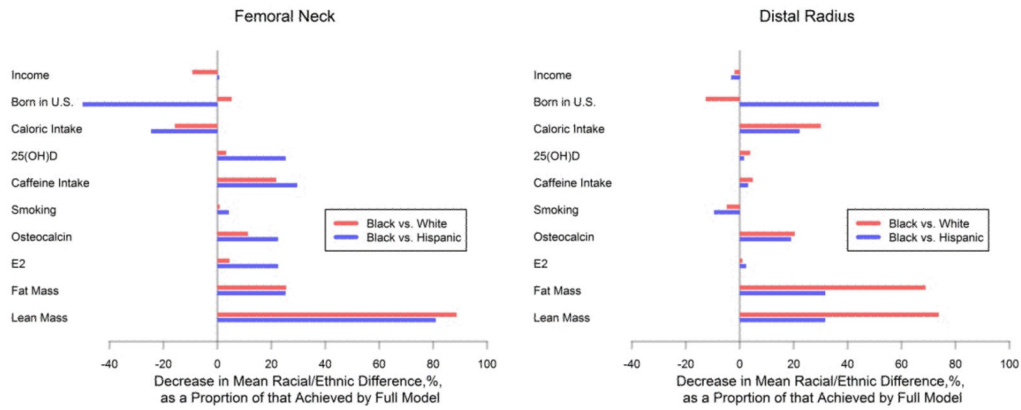 Femoral Neck
Income
Born in U.S.
Caloric Intake
25(OH)D
Caffeine Intake
Smoking
Osteocalcin
E2
Fat Mass
Lean Mass
Black vs. White
Black vs. Hispanic
-40 -20 0 20 40 60 80 100
Decrease in Mean Racial/Ethnic Difference,%,
as a Proprtion of that Achieved by Full Model
Distal Radius
Income
Born in U.S.
Caloric Intake
25(OH)D
Caffeine Intake
Smoking
Osteocalcin
E2
Fat Mass
Lean Mass
Black vs. White
Black vs. Hispanic
-40 -20 0 20 40 60 80 100
Decrease in Mean Racial/Ethnic Difference,%,
as a Proprtion of that Achieved by Full Model